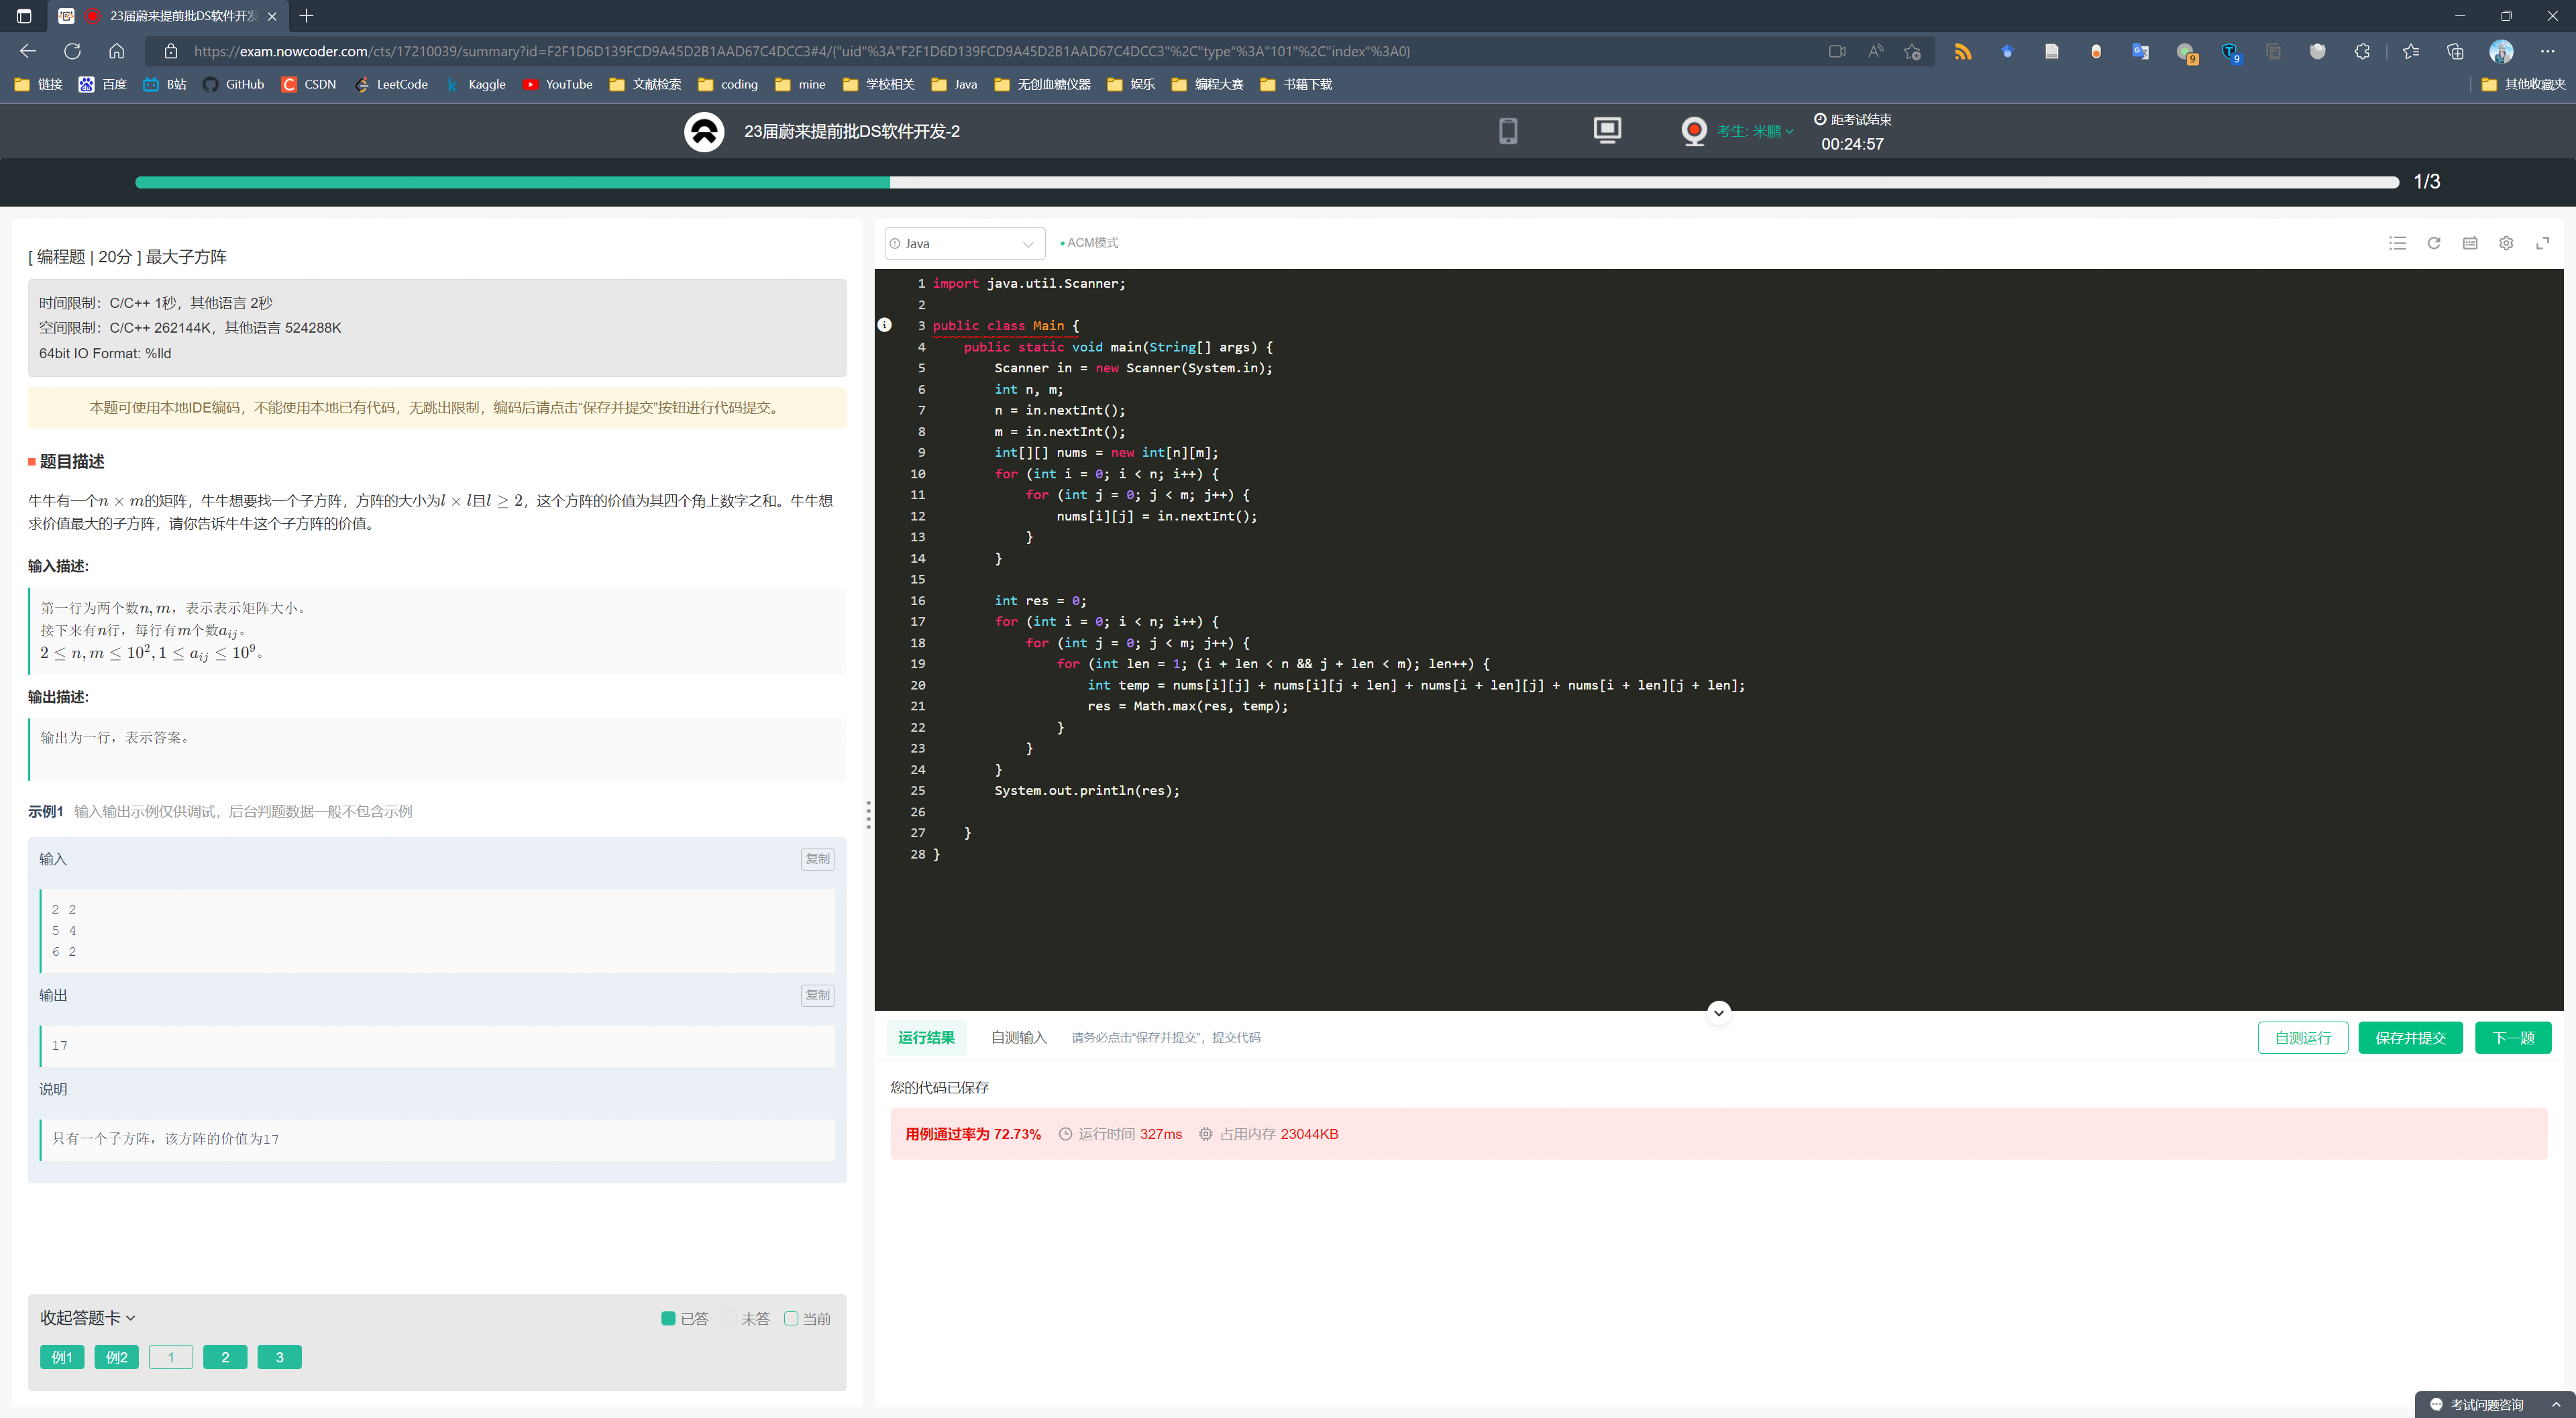 23届蔚来提前批DS软件开发
https://exam.nowcoder.com/cts/17210039/summary?id=F2F1D6D139FCD9A45D2B1AAD67C4DCC3#4/{"uid"%3A"F2F1D6D139FCD9A45D2B1AAD67C4DCC3"%2C"type"%3A"101"%2C"index"%3A0}
9
9
链接 百度 B站 GitHub CSDN LeetCode Kaggle YouTube 文献检索 coding mine 学校相关 Java 无创血糖仪器 娱乐 编程大赛 书籍下载 其他收藏夹
23届蔚来提前批DS软件开发-2
考生: 米鹏
距考试结束
00:24:57
1/3
[ 编程题 | 20分 ] 最大子方阵
时间限制：C/C++ 1秒，其他语言 2秒
空间限制：C/C++ 262144K，其他语言 524288K
64bit IO Format: %lld
本题可使用本地IDE编码，不能使用本地已有代码，无跳出限制，编码后请点击“保存并提交”按钮进行代码提交。
题目描述
牛牛有一个n × m的矩阵，牛牛想要找一个子方阵，方阵的大小为l × l且l ≥ 2，这个方阵的价值为其四个角上数字之和。牛牛想
求价值最大的子方阵，请你告诉牛牛这个子方阵的价值。
输入描述:
第一行为两个数n, m，表示表示矩阵大小。
接下来有n行，每行有m个数a_{ij}。
2 ≤ n, m ≤ 10², 1 ≤ a_{ij} ≤ 10⁹。
输出描述:
输出为一行，表示答案。
示例1 输入输出示例仅供调试，后台判题数据一般不包含示例
输入 复制
2 2
5 4
6 2
输出 复制
17
说明
只有一个子方阵，该方阵的价值为17
收起答题卡 已答 未答 当前
例1 例2 1 2 3
Java ACM模式
1 import java.util.Scanner;
2
3 public class Main {
4     public static void main(String[] args) {
5         Scanner in = new Scanner(System.in);
6         int n, m;
7         n = in.nextInt();
8         m = in.nextInt();
9         int[][] nums = new int[n][m];
10         for (int i = 0; i < n; i++) {
11             for (int j = 0; j < m; j++) {
12                 nums[i][j] = in.nextInt();
13             }
14         }
15
16         int res = 0;
17         for (int i = 0; i < n; i++) {
18             for (int j = 0; j < m; j++) {
19                 for (int len = 1; (i + len < n && j + len < m); len++) {
20                     int temp = nums[i][j] + nums[i][j + len] + nums[i + len][j] + nums[i + len][j + len];
21                     res = Math.max(res, temp);
22                 }
23             }
24         }
25         System.out.println(res);
26
27     }
28 }
运行结果 自测输入 请务必点击“保存并提交”，提交代码 自测运行 保存并提交 下一题
您的代码已保存
用例通过率为 72.73% 运行时间 327ms 占用内存 23044KB
考试问题咨询